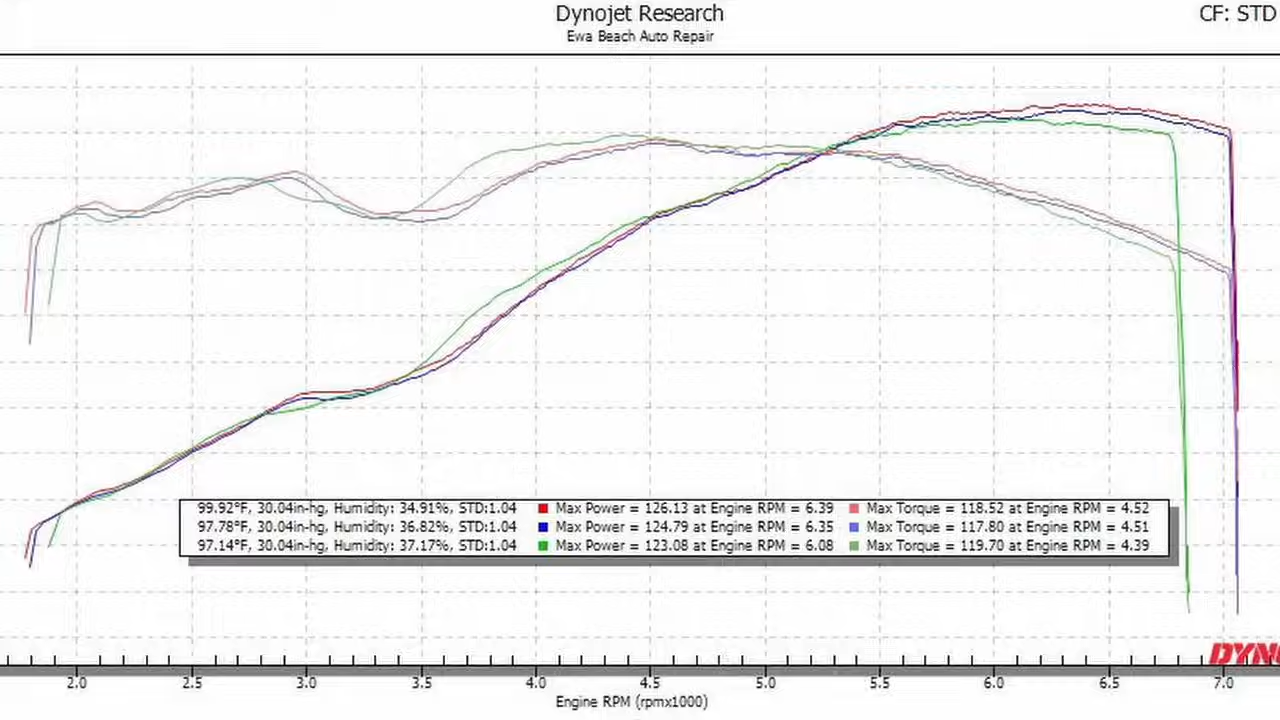 Dynojet Research
CF: STD
Ewa Beach Auto Repair
99.92°F, 30.04in-hg, Humidity: 34.91%, STD:1.04 Max Power = 126.13 at Engine RPM = 6.39 Max Torque = 118.52 at Engine RPM = 4.52
97.78°F, 30.04in-hg, Humidity: 36.82%, STD:1.04 Max Power = 124.79 at Engine RPM = 6.35 Max Torque = 117.80 at Engine RPM = 4.51
97.14°F, 30.04in-hg, Humidity: 37.17%, STD:1.04 Max Power = 123.08 at Engine RPM = 6.08 Max Torque = 119.70 at Engine RPM = 4.39
DYN
2.0 2.5 3.0 3.5 4.0 4.5 5.0 5.5 6.0 6.5 7.0
Engine RPM (rpmx1000)